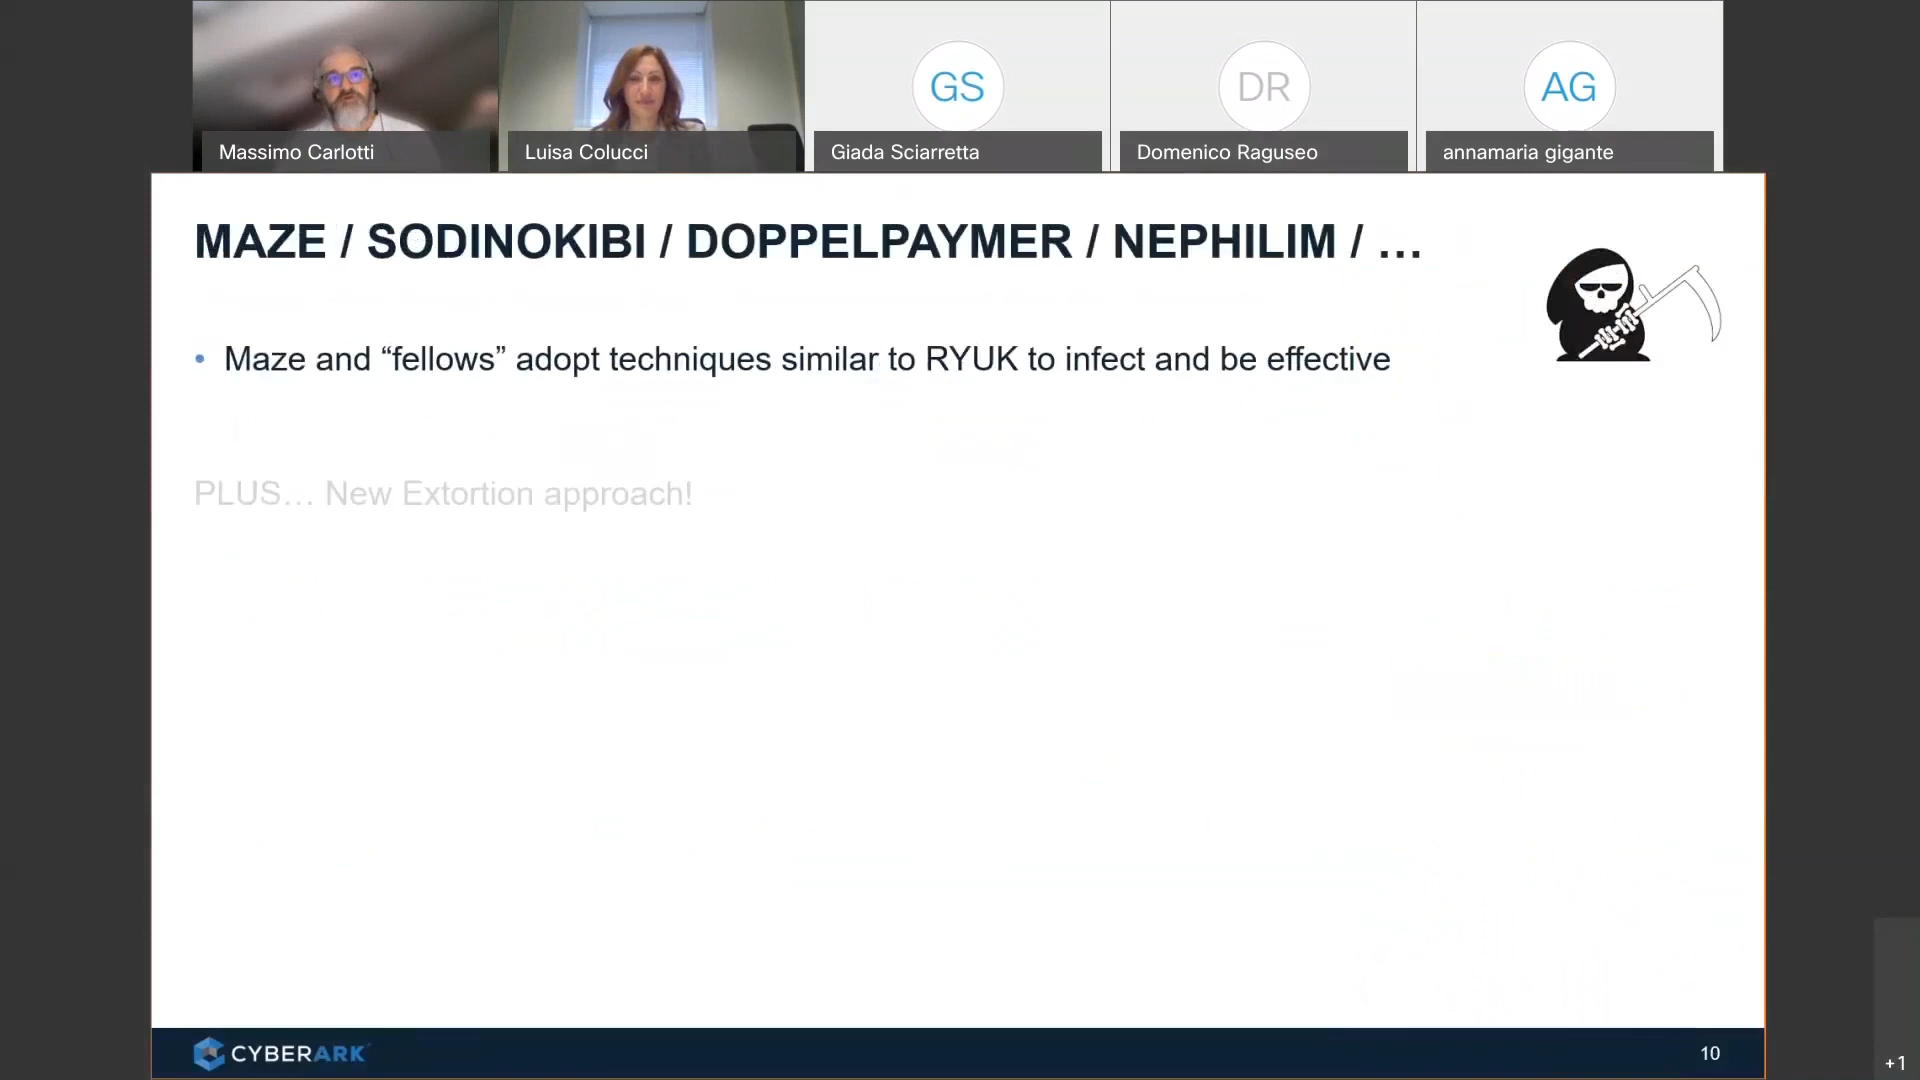 GS
DR
AG
Massimo Carlotti
Luisa Colucci
Giada Sciarretta
Domenico Raguseo
annamaria gigante
MAZE / SODINOKIBI / DOPPELPAYMER / NEPHILIM / …
• Maze and “fellows” adopt techniques similar to RYUK to infect and be effective
PLUS… New Extortion approach!
CYBERARK
10
+1